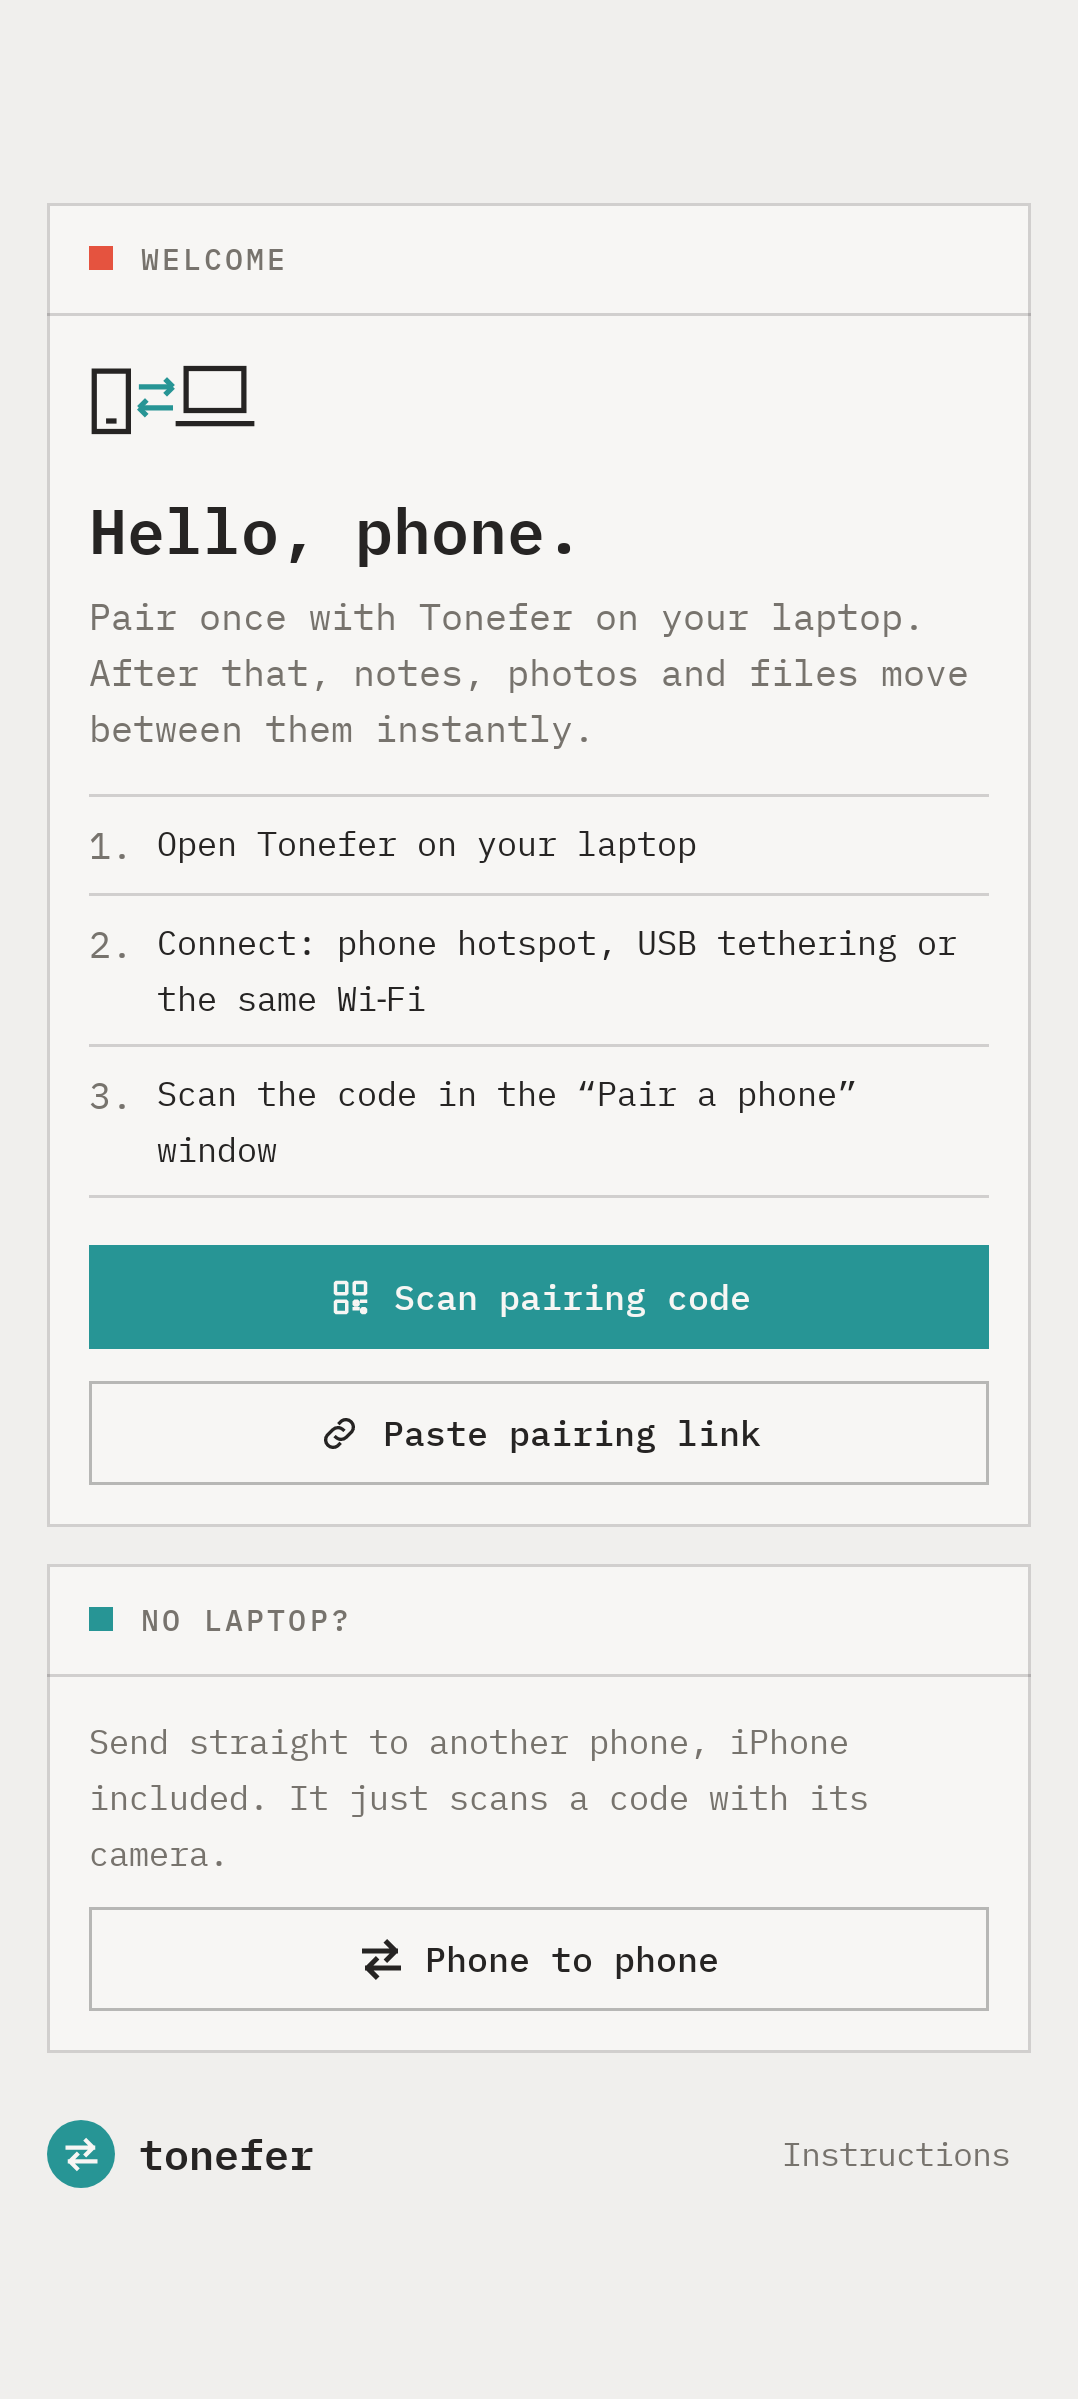 WELCOME
Hello, phone.
Pair once with Tonefer on your laptop.
After that, notes, photos and files move
between them instantly.
1. Open Tonefer on your laptop
2. Connect: phone hotspot, USB tethering or
the same Wi-Fi
3. Scan the code in the “Pair a phone”
window
Scan pairing code
Paste pairing link
NO LAPTOP?
Send straight to another phone, iPhone
included. It just scans a code with its
camera.
Phone to phone
tonefer
Instructions